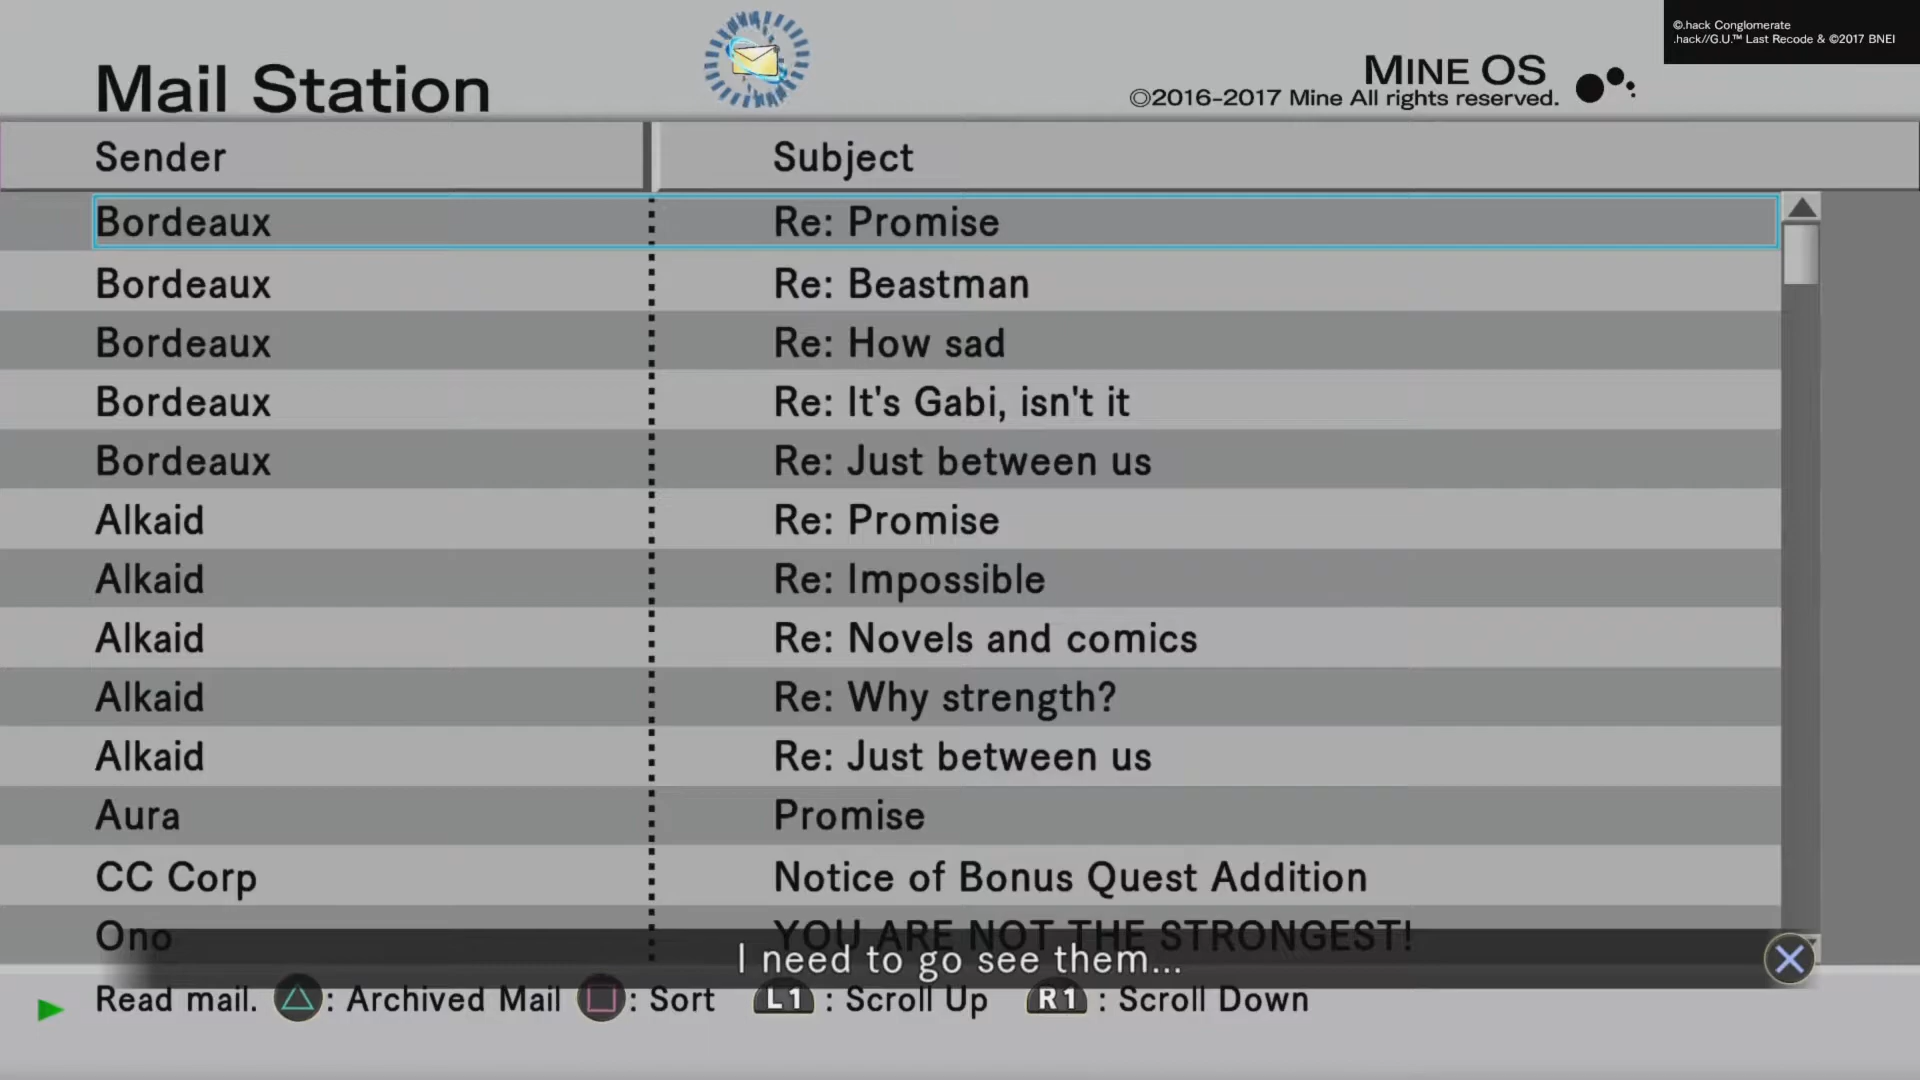 ©.hack Conglomerate
.hack//G.U.™ Last Recode & ©2017 BNEI
Mail Station
MINE OS
◎2016-2017 Mine All rights reserved.
Sender Subject
Bordeaux Re: Promise
Bordeaux Re: Beastman
Bordeaux Re: How sad
Bordeaux Re: It's Gabi, isn't it
Bordeaux Re: Just between us
Alkaid Re: Promise
Alkaid Re: Impossible
Alkaid Re: Novels and comics
Alkaid Re: Why strength?
Alkaid Re: Just between us
Aura Promise
CC Corp Notice of Bonus Quest Addition
Ono YOU ARE NOT THE STRONGEST!
I need to go see them...
Read mail. : Archived Mail : Sort L1 : Scroll Up R1 : Scroll Down